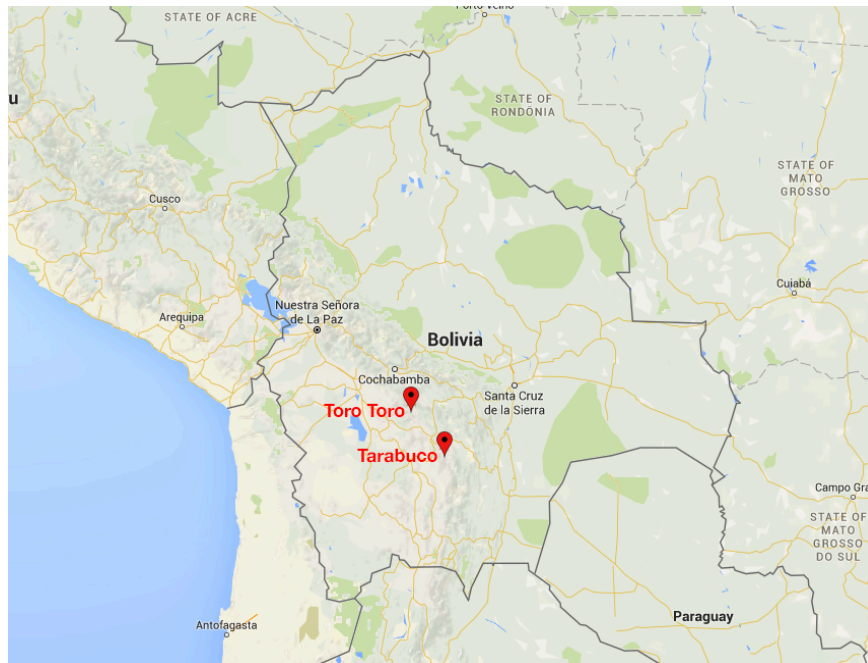 Porto Velho
STATE OF ACRE
u
STATE OF
RONDÔNIA
STATE OF
MATO
GROSSO
Cusco
Cuiabá
Nuestra Señora
de La Paz
Arequipa
Bolivia
Cochabamba
Santa Cruz
de la Sierra
Toro Toro
Tarabuco
Campo Gra
STATE OF
MATO
GROSSO
DO SUL
Paraguay
Antofagasta